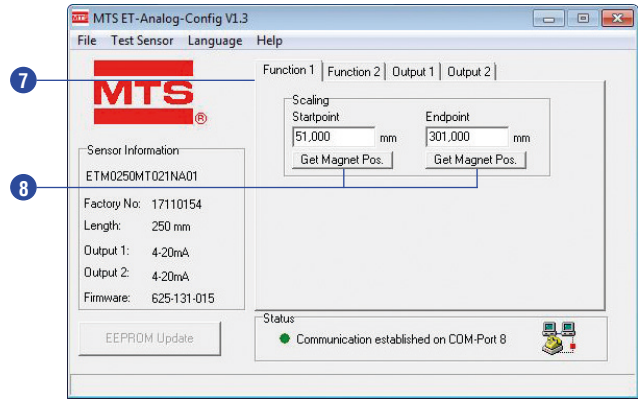 MTS ET-Analog-Config V1.3
File Test Sensor Language Help
7
MTS
®
Function 1 Function 2 Output 1 Output 2
Scaling
Startpoint Endpoint
51,000 mm 301,000 mm
Get Magnet Pos. Get Magnet Pos.
8
Sensor Information
ETM0250MT021NA01
Factory No: 17110154
Length: 250 mm
Output 1: 4-20mA
Output 2: 4-20mA
Firmware: 625-131-015
EEPROM Update
Status
Communication established on COM-Port 8